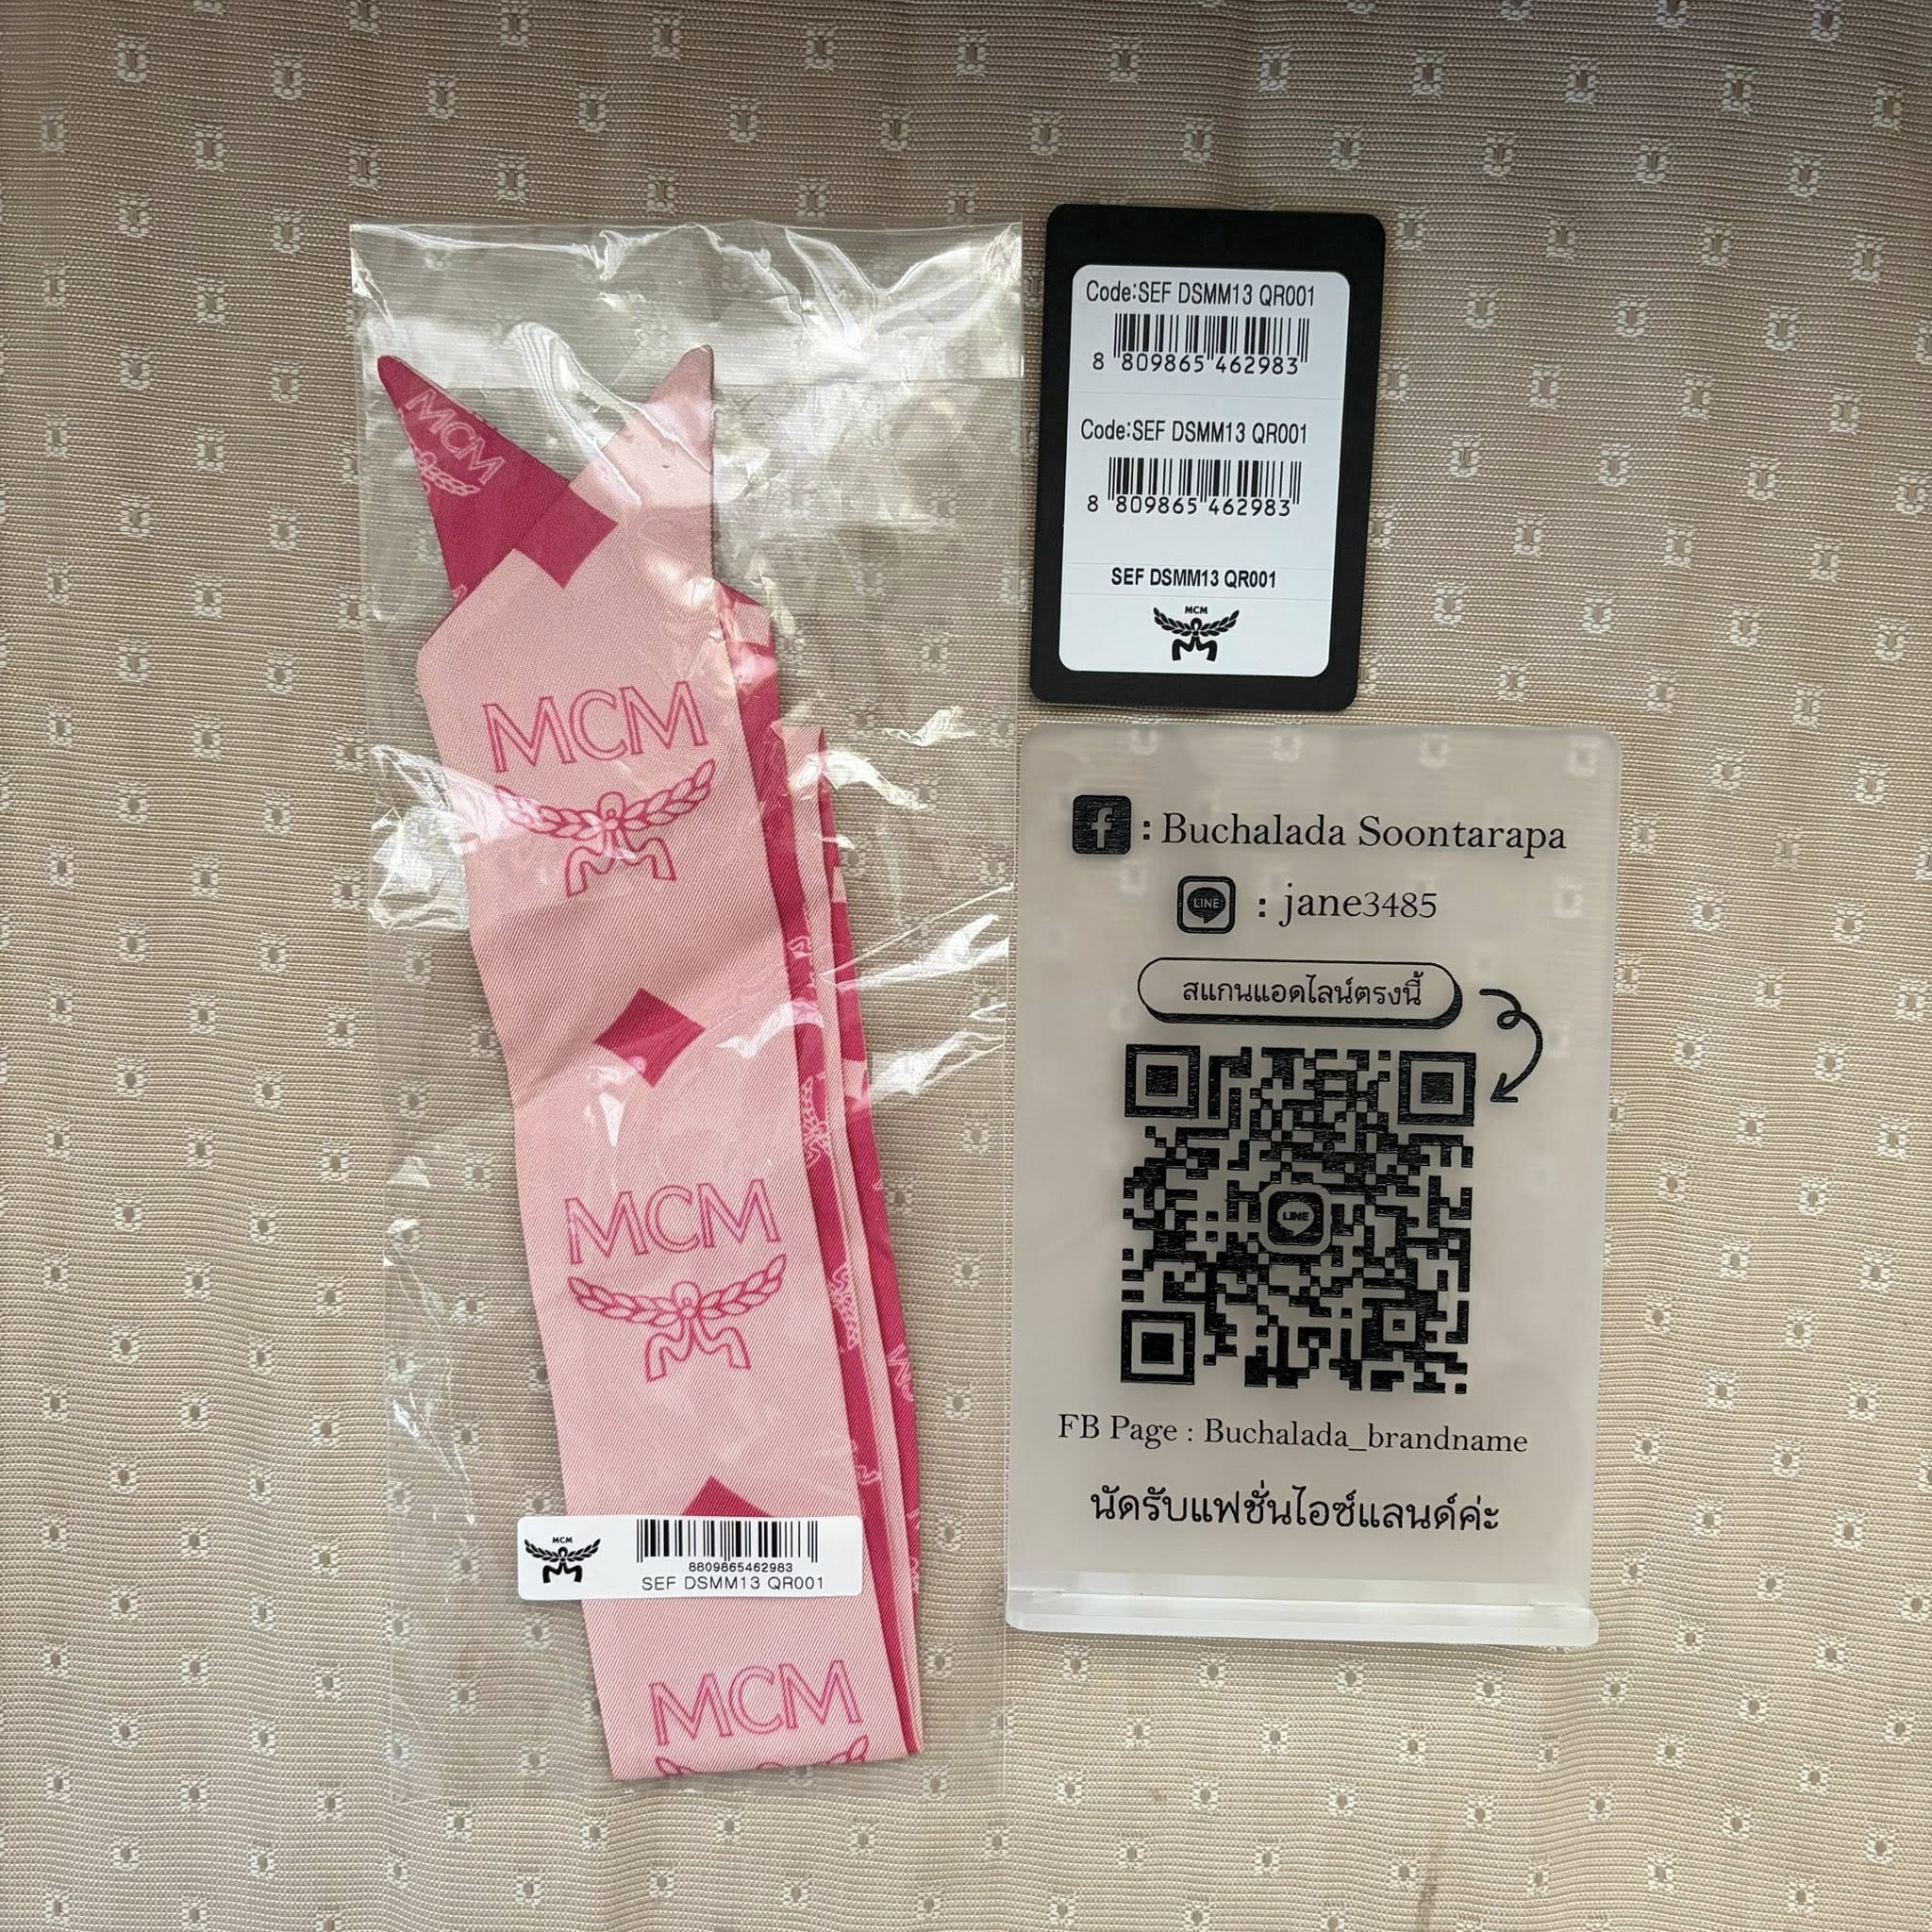 MCM
MCM
MCM
MCM
MCM
8809865462983
SEF DSMM13 QR001
Code:SEF DSMM13 QR001
8 809865 462983
Code:SEF DSMM13 QR001
8 809865 462983
SEF DSMM13 QR001
MCM
f : Buchalada Soontarapa
LINE : jane3485
สแกนแอดไลน์ตรงนี้
LINE
FB Page : Buchalada_brandname
นัดรับแฟชั่นไอซ์แลนด์ค่ะ